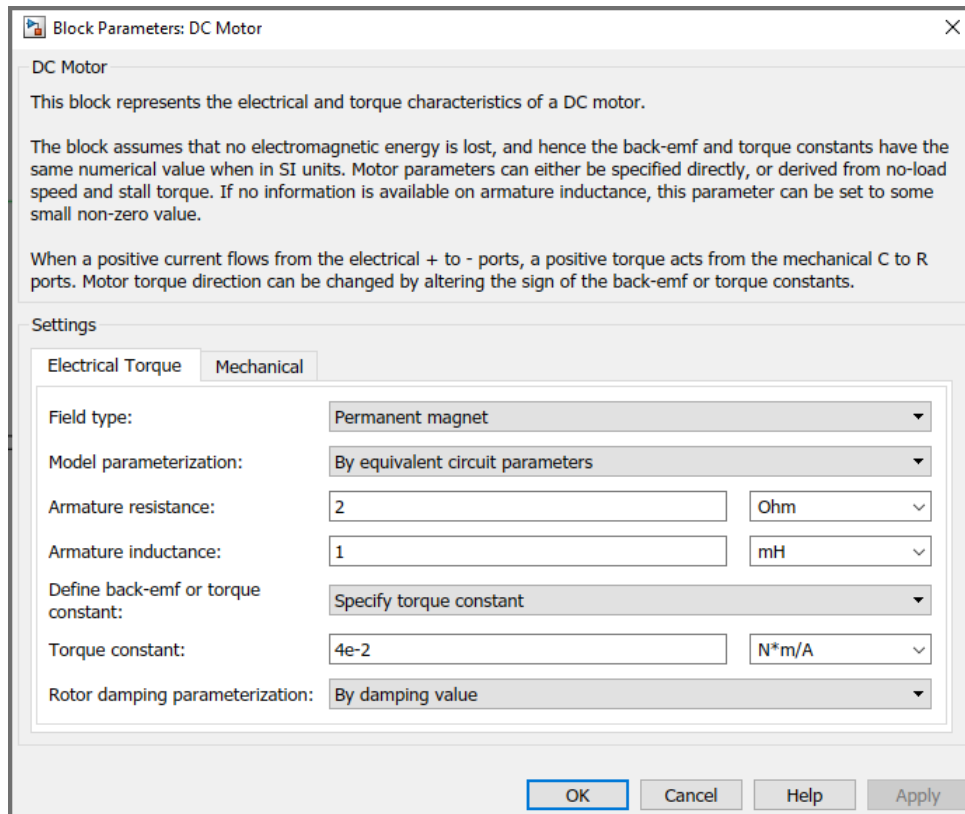 Block Parameters: DC Motor
DC Motor
This block represents the electrical and torque characteristics of a DC motor.
The block assumes that no electromagnetic energy is lost, and hence the back-emf and torque constants have the
same numerical value when in SI units. Motor parameters can either be specified directly, or derived from no-load
speed and stall torque. If no information is available on armature inductance, this parameter can be set to some
small non-zero value.
When a positive current flows from the electrical + to - ports, a positive torque acts from the mechanical C to R
ports. Motor torque direction can be changed by altering the sign of the back-emf or torque constants.
Settings
Electrical Torque Mechanical
Field type: Permanent magnet
Model parameterization: By equivalent circuit parameters
Armature resistance: 2 Ohm
Armature inductance: 1 mH
Define back-emf or torque
constant: Specify torque constant
Torque constant: 4e-2 N*m/A
Rotor damping parameterization: By damping value
OK Cancel Help Apply